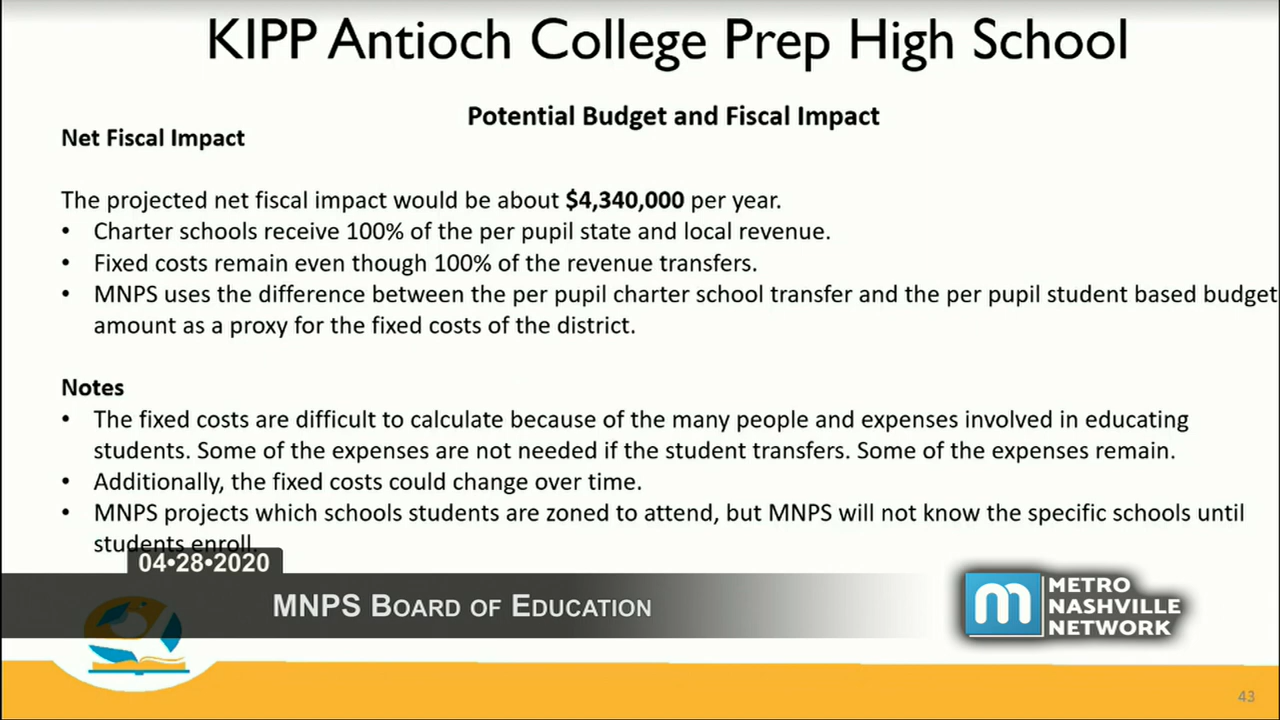 KIPP Antioch College Prep High School
Potential Budget and Fiscal Impact
Net Fiscal Impact
The projected net fiscal impact would be about $4,340,000 per year.
• Charter schools receive 100% of the per pupil state and local revenue.
• Fixed costs remain even though 100% of the revenue transfers.
• MNPS uses the difference between the per pupil charter school transfer and the per pupil student based budget
amount as a proxy for the fixed costs of the district.
Notes
• The fixed costs are difficult to calculate because of the many people and expenses involved in educating
students. Some of the expenses are not needed if the student transfers. Some of the expenses remain.
• Additionally, the fixed costs could change over time.
• MNPS projects which schools students are zoned to attend, but MNPS will not know the specific schools until
students enroll.
04•28•2020
MNPS BOARD OF EDUCATION
m METRO
NASHVILLE
NETWORK
43